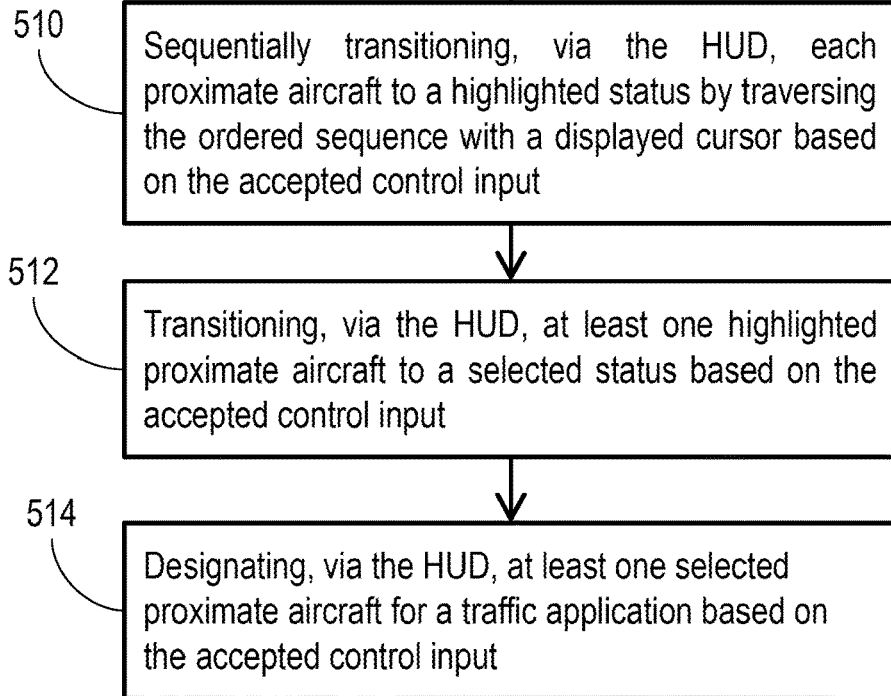 510
Sequentially transitioning, via the HUD, each
proximate aircraft to a highlighted status by traversing
the ordered sequence with a displayed cursor based
on the accepted control input
512
Transitioning, via the HUD, at least one highlighted
proximate aircraft to a selected status based on the
accepted control input
514
Designating, via the HUD, at least one selected
proximate aircraft for a traffic application based on
the accepted control input